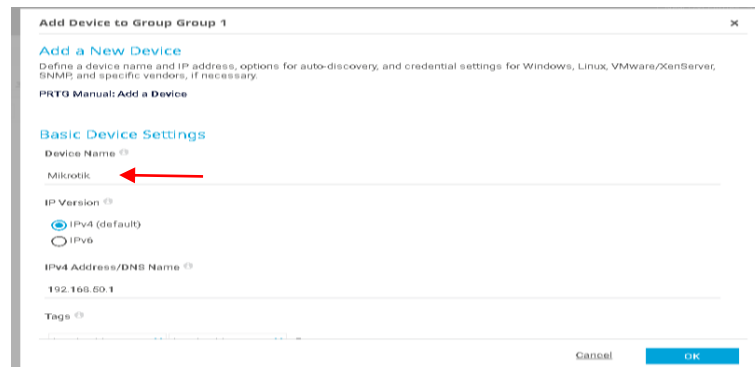 Add Device to Group Group 1
Add a New Device
Define a device name and IP address, options for auto-discovery, and credential settings for Windows, Linux, VMware/XenServer,
SNMP, and specific vendors, if necessary.
PRTG Manual: Add a Device
Basic Device Settings
Device Name
Mikrotik
IP Version
IPv4 (default)
IPv6
IPv4 Address/DNS Name
192.168.50.1
Tags
Cancel
OK